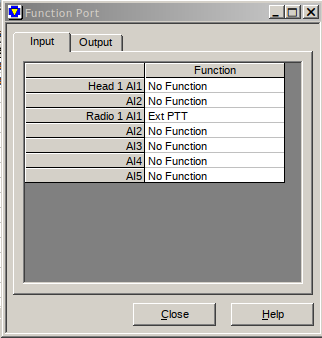 Function Port
Input Output
Function
Head 1 AI1 No Function
AI2 No Function
Radio 1 AI1 Ext PTT
AI2 No Function
AI3 No Function
AI4 No Function
AI5 No Function
Close Help